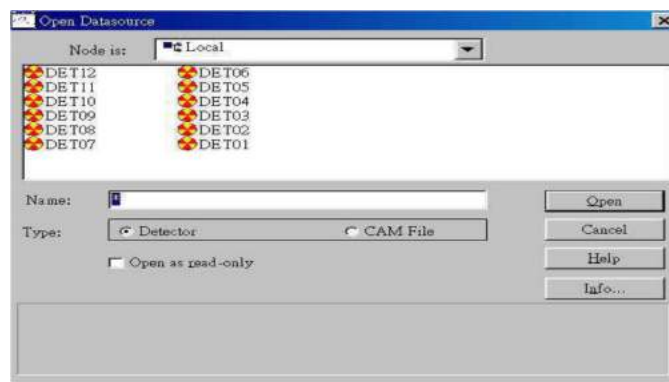 Open Datasource
Node is: Local
DET12 DET06
DET11 DET05
DET10 DET04
DET09 DET03
DET08 DET02
DET07 DET01
Name: *
Open
Type: Detector CAM File
Cancel
Open as read-only
Help
Info...